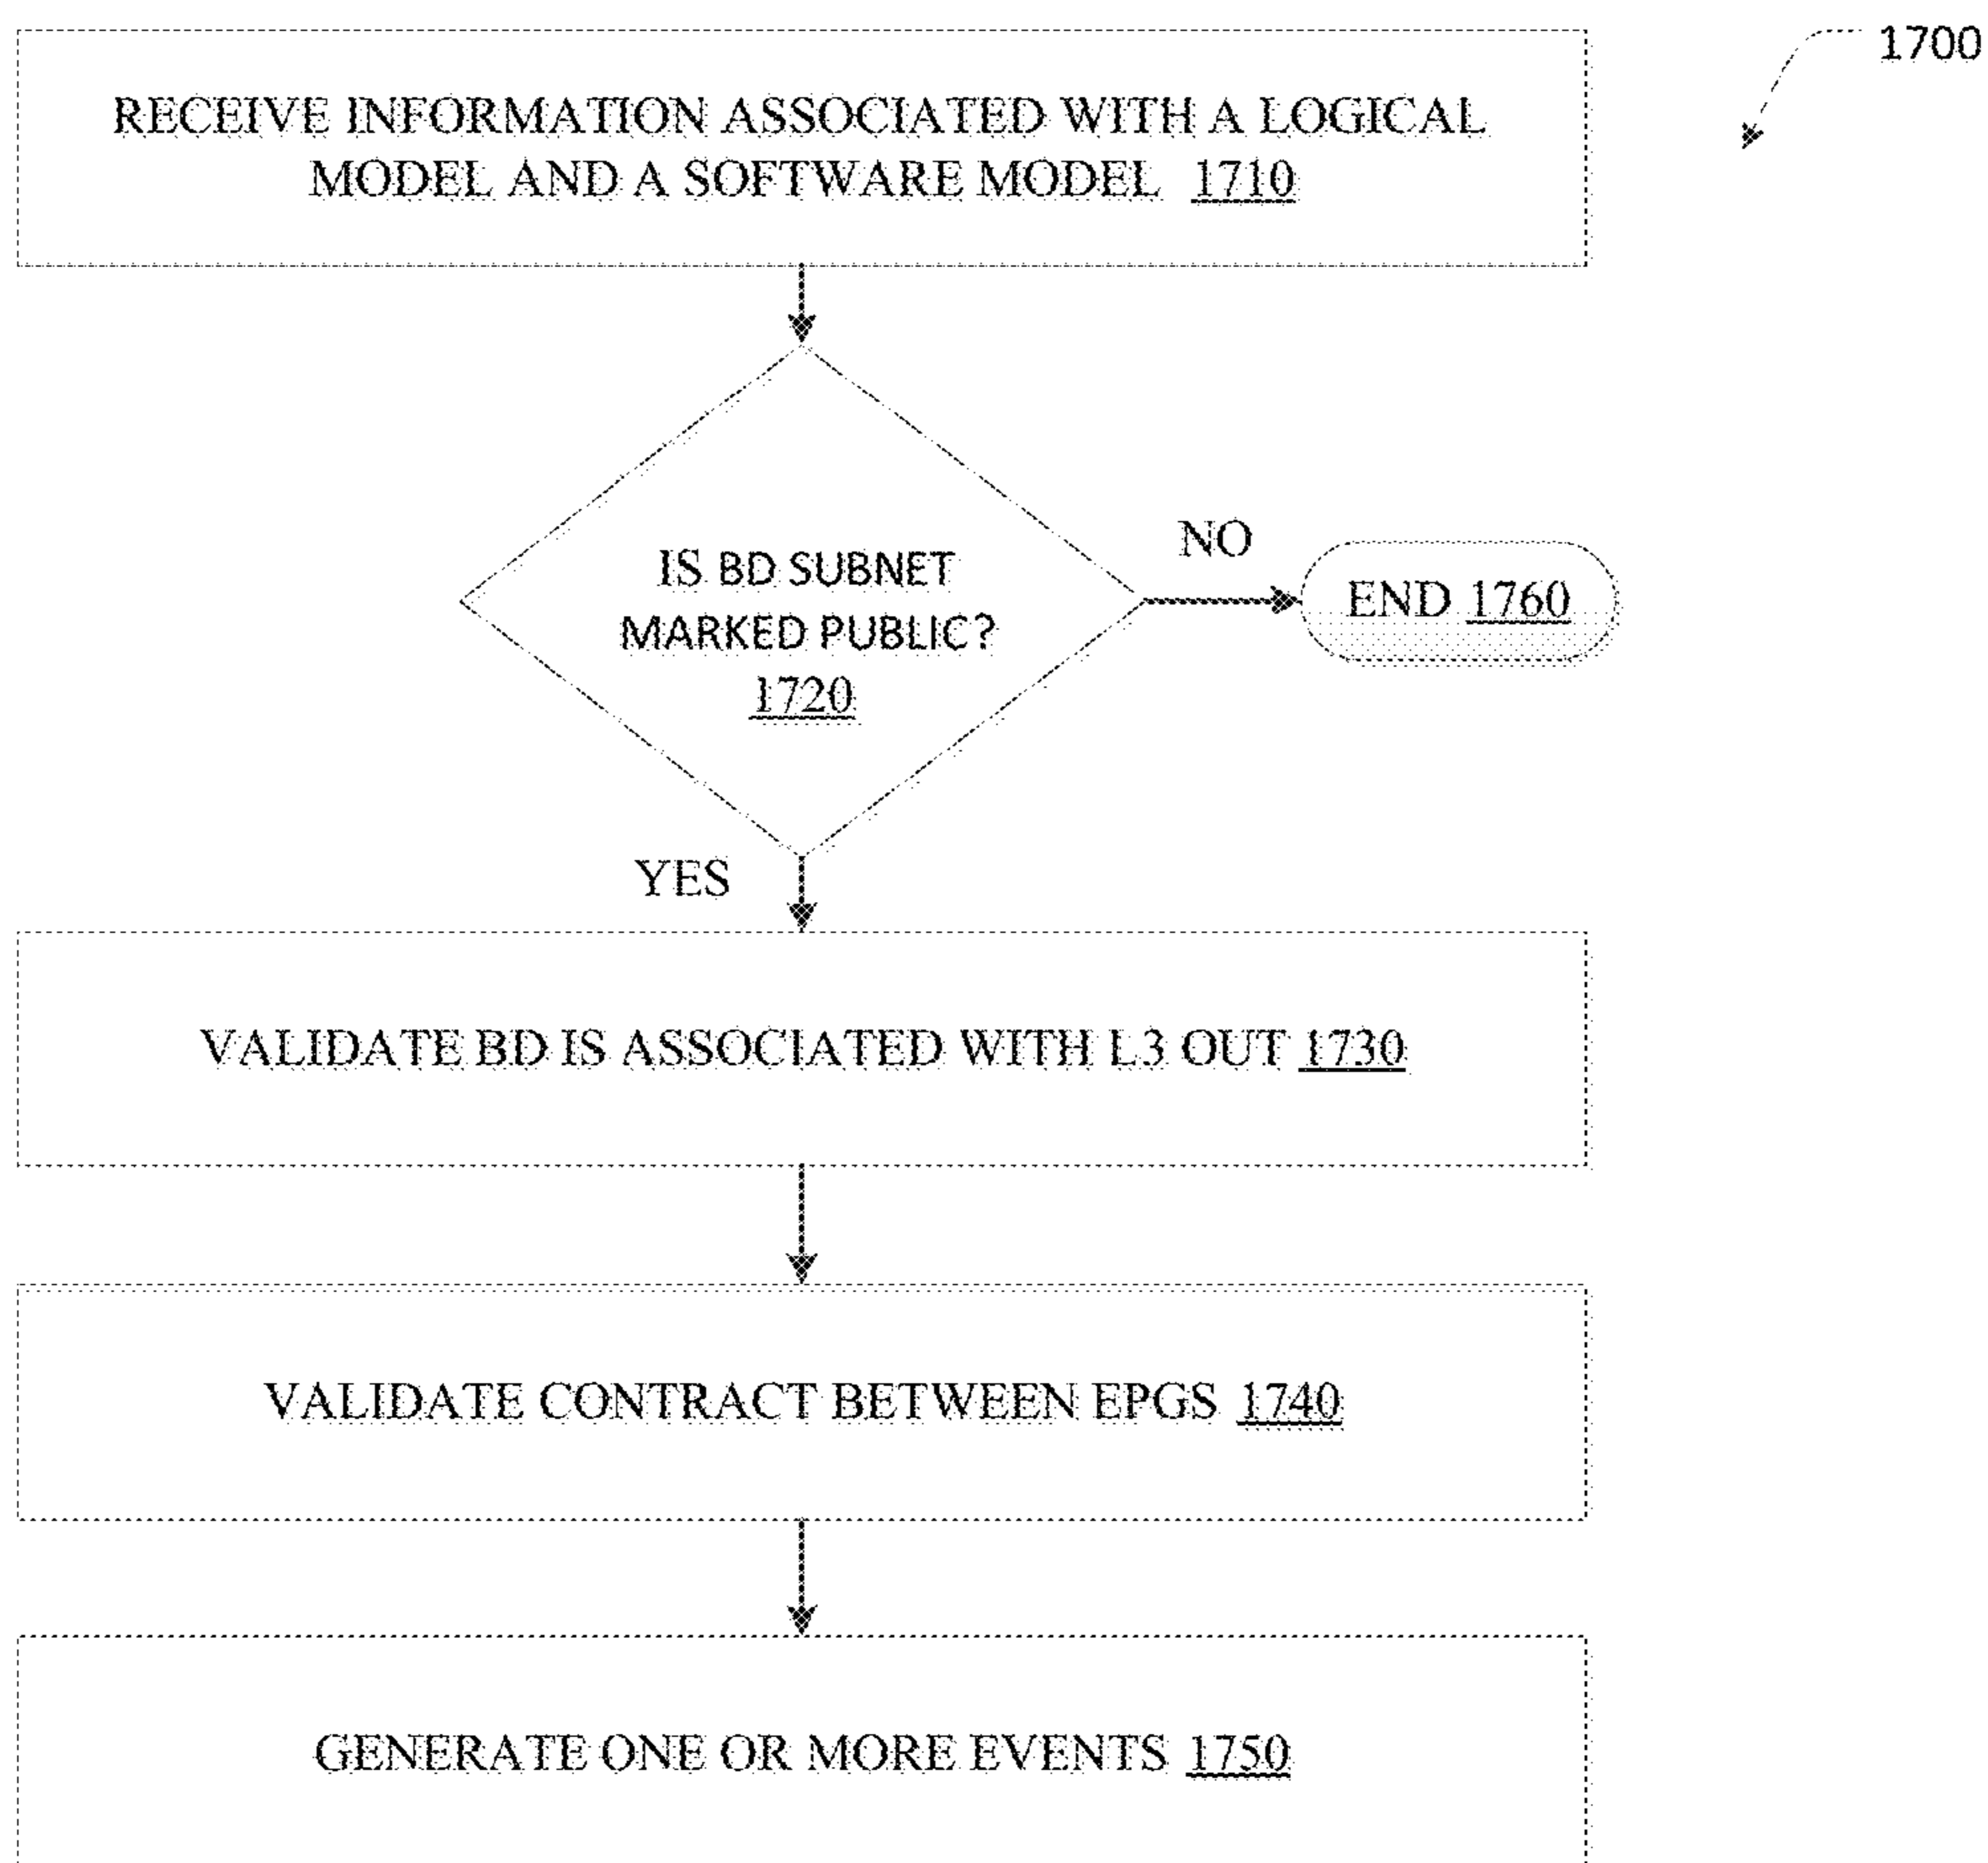 1700
RECEIVE INFORMATION ASSOCIATED WITH A LOGICAL
MODEL AND A SOFTWARE MODEL 1710
IS BD SUBNET
MARKED PUBLIC?
1720
NO
END 1760
YES
VALIDATE BD IS ASSOCIATED WITH L3 OUT 1730
VALIDATE CONTRACT BETWEEN EPGS 1740
GENERATE ONE OR MORE EVENTS 1750